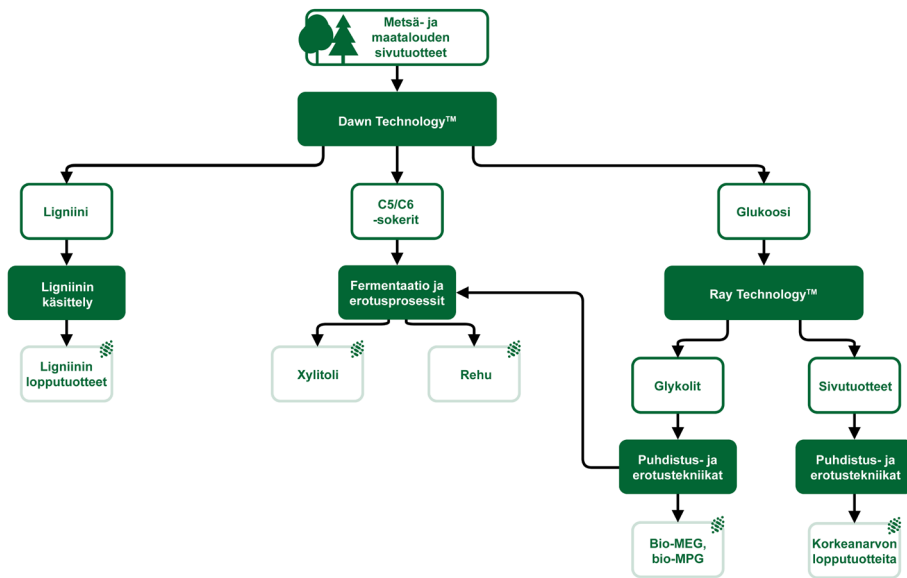 Metsä- ja
maatalouden
sivutuotteet
Dawn Technology™
Ligniini
C5/C6
-sokerit
Glukoosi
Ligniinin
käsittely
Fermentaatio ja
erotusprosessit
Ray Technology™
Ligniinin
lopputuotteet
Xylitoli
Rehu
Glykolit
Sivutuotteet
Puhdistus- ja
erotustekniikat
Puhdistus- ja
erotustekniikat
Bio-MEG,
bio-MPG
Korkeanarvon
lopputuotteita